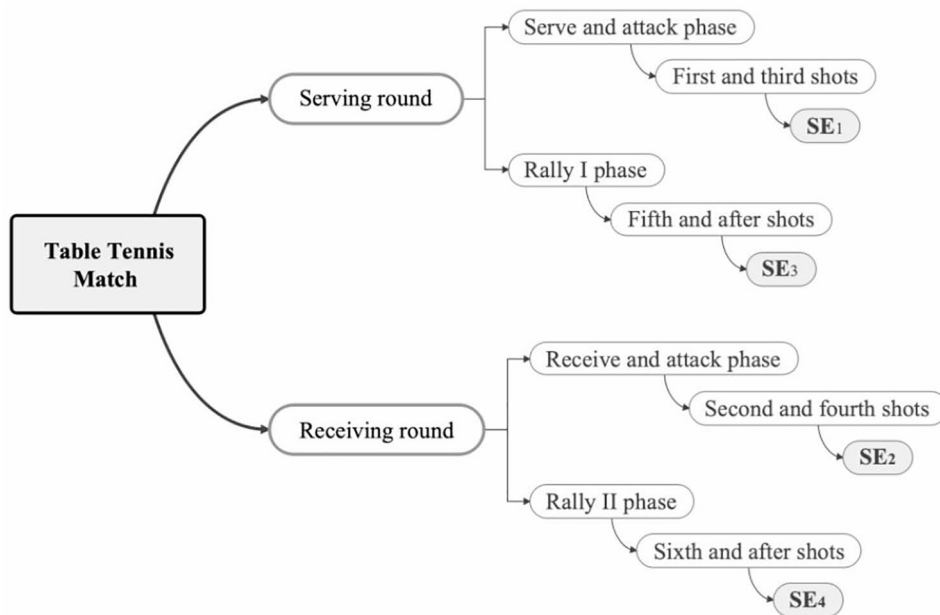 Serve and attack phase
First and third shots
Serving round
SE1
Rally I phase
Fifth and after shots
Table Tennis
Match
SE3
Receive and attack phase
Second and fourth shots
Receiving round
SE2
Rally II phase
Sixth and after shots
SE4